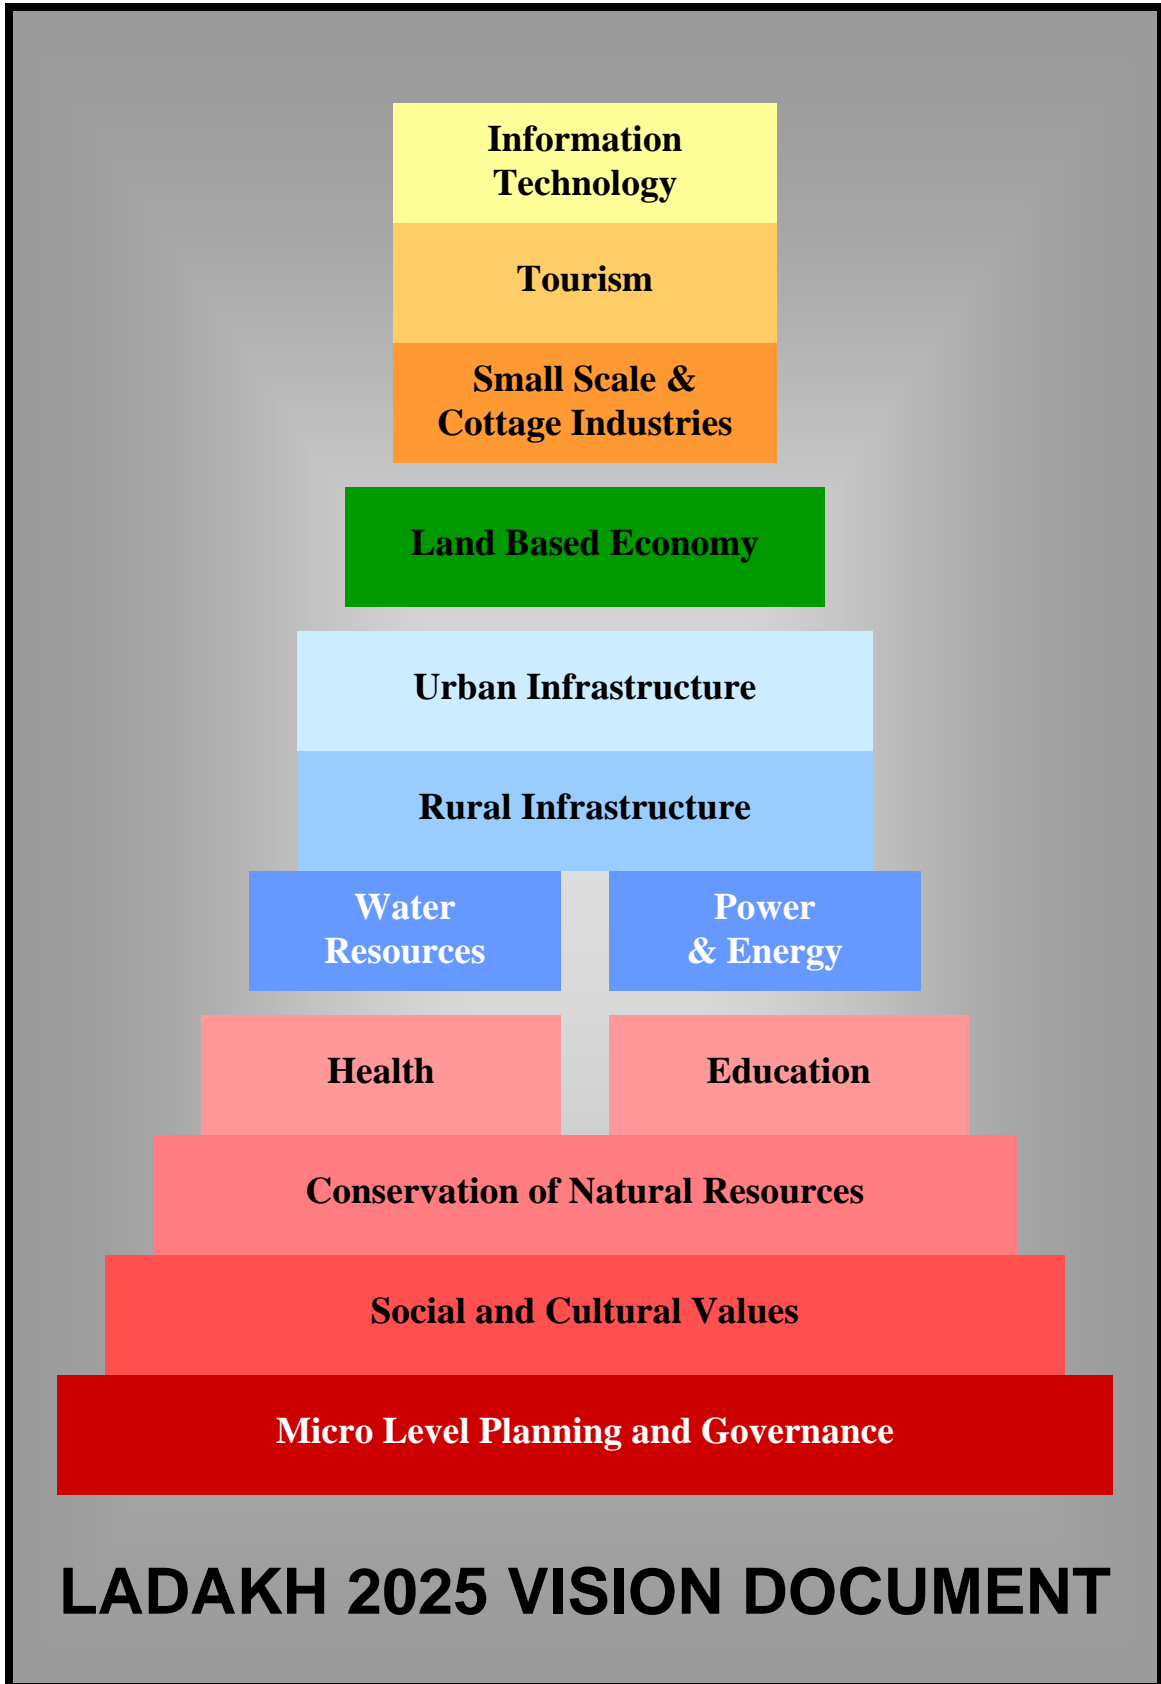 Information
Technology
Tourism
Small Scale &
Cottage Industries
Land Based Economy
Urban Infrastructure
Rural Infrastructure
Water
Resources
Power
& Energy
Health
Education
Conservation of Natural Resources
Social and Cultural Values
Micro Level Planning and Governance
LADAKH 2025 VISION DOCUMENT